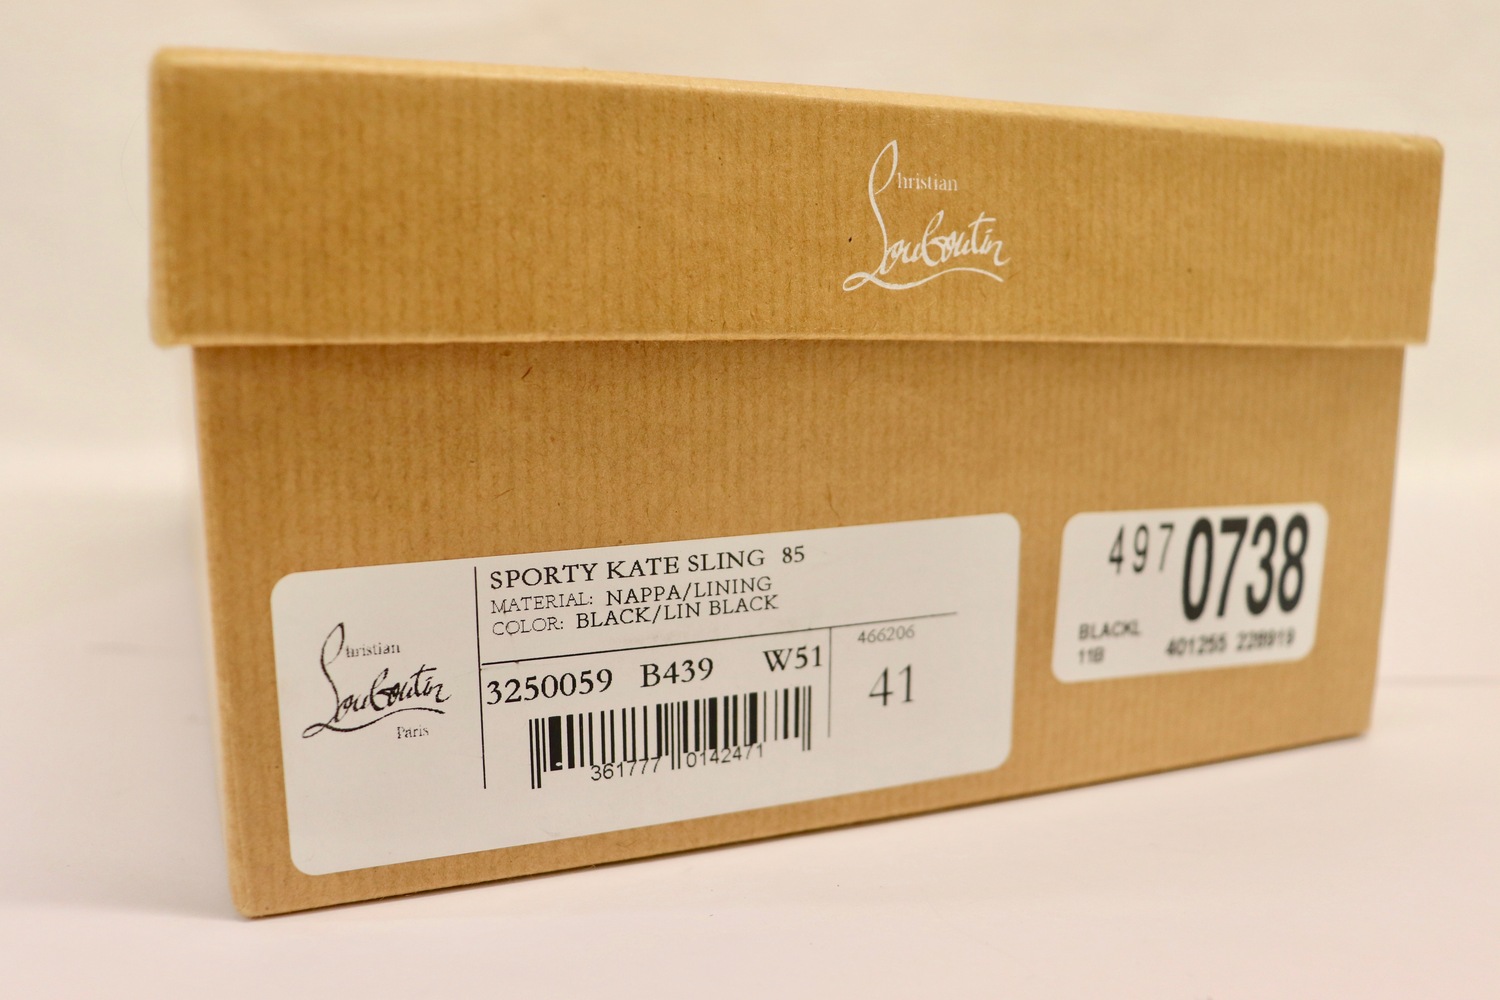 Christian
Louboutin
Christian
Louboutin
Paris
SPORTY KATE SLING 85
MATERIAL: NAPPA/LINING
COLOR: BLACK/LIN BLACK
3250059 B439 W51
361777 0142471
466206
41
497 0738
BLACKL
11B
401255 228919